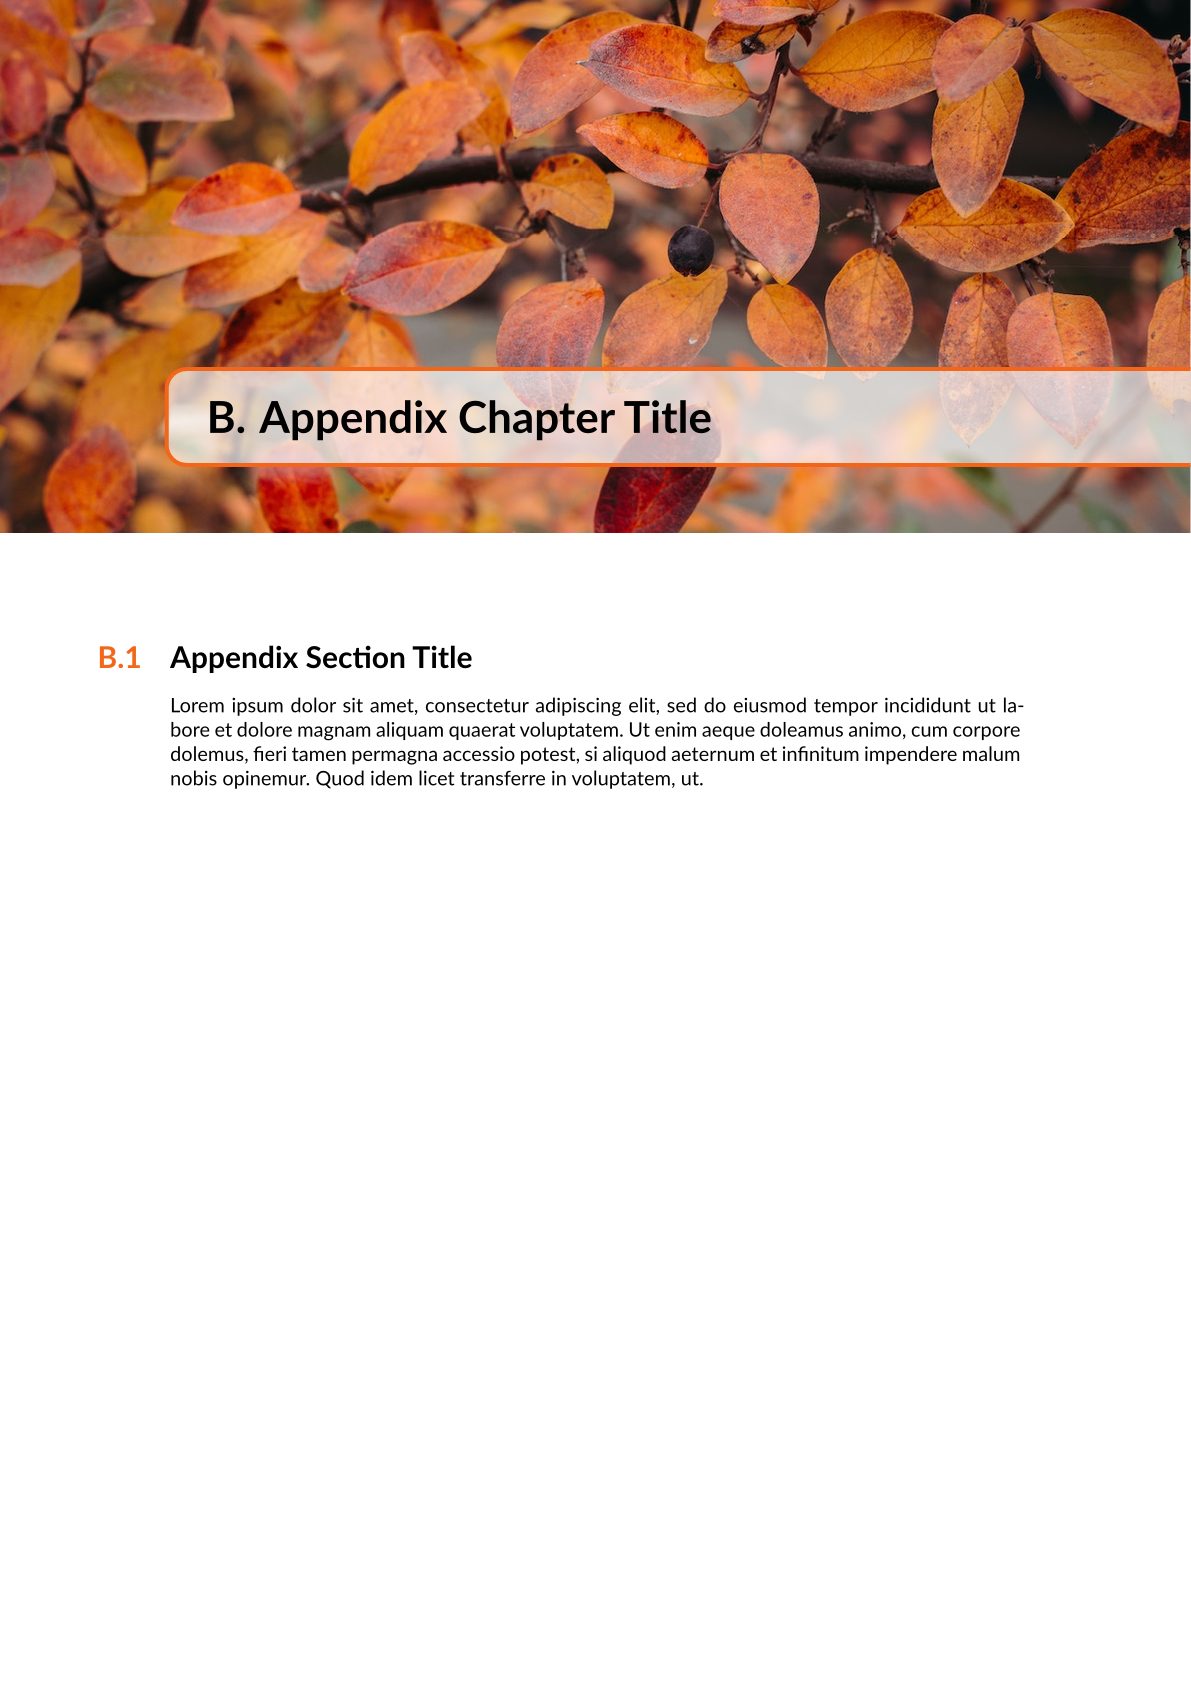 B. Appendix Chapter Title
B.1 Appendix Section Title
Lorem ipsum dolor sit amet, consectetur adipiscing elit, sed do eiusmod tempor incididunt ut la-
bore et dolore magnam aliquam quaerat voluptatem. Ut enim aeque doleamus animo, cum corpore
dolemus, fieri tamen permagna accessio potest, si aliquod aeternum et infinitum impendere malum
nobis opinemur. Quod idem licet transferre in voluptatem, ut.